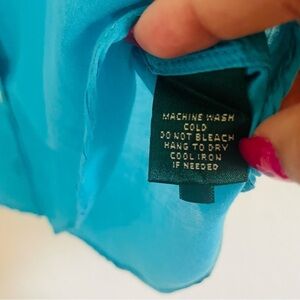 MACHINE WASH
COLD
DO NOT BLEACH
HANG TO DRY
COOL IRON
IF NEEDED